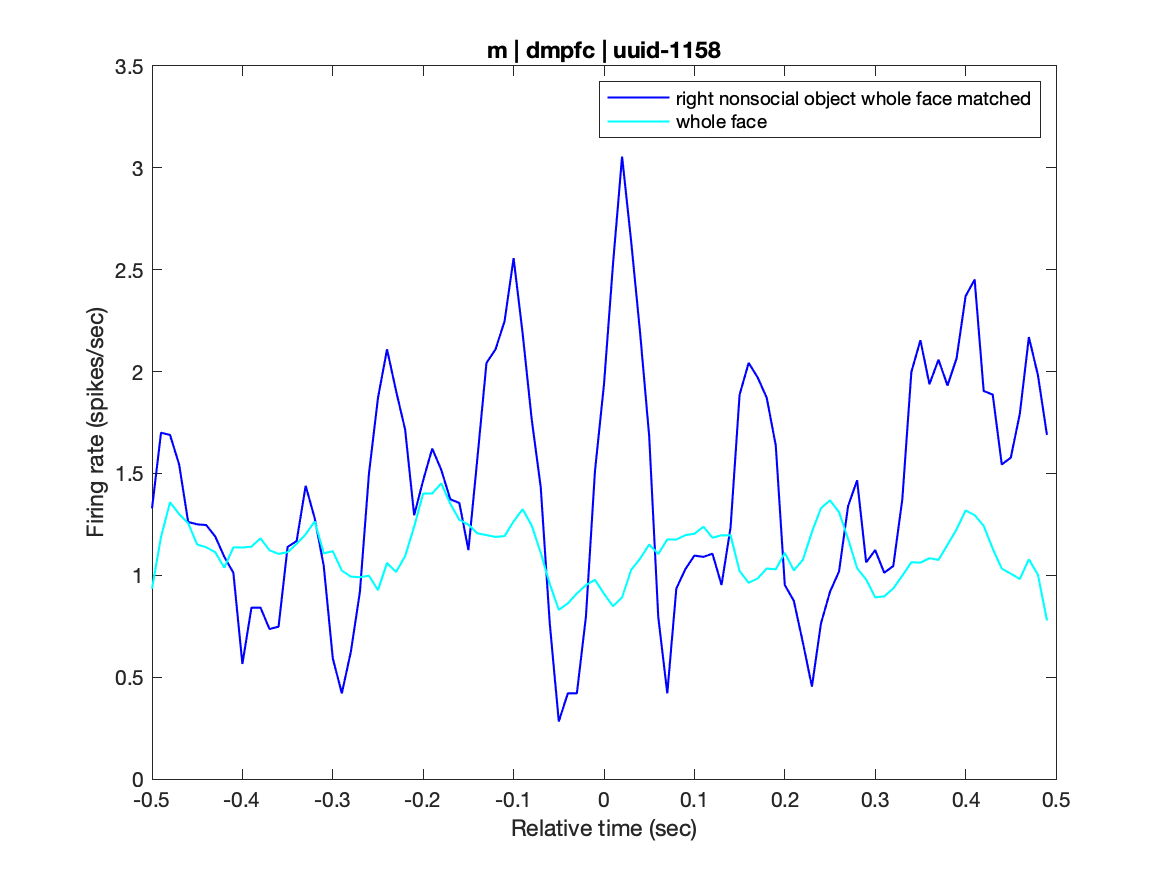 m | dmpfc | uuid-1158
right nonsocial object whole face matched
whole face
3.5
3
2.5
2
1.5
1
0.5
0
Firing rate (spikes/sec)
-0.5 -0.4 -0.3 -0.2 -0.1 0 0.1 0.2 0.3 0.4 0.5
Relative time (sec)